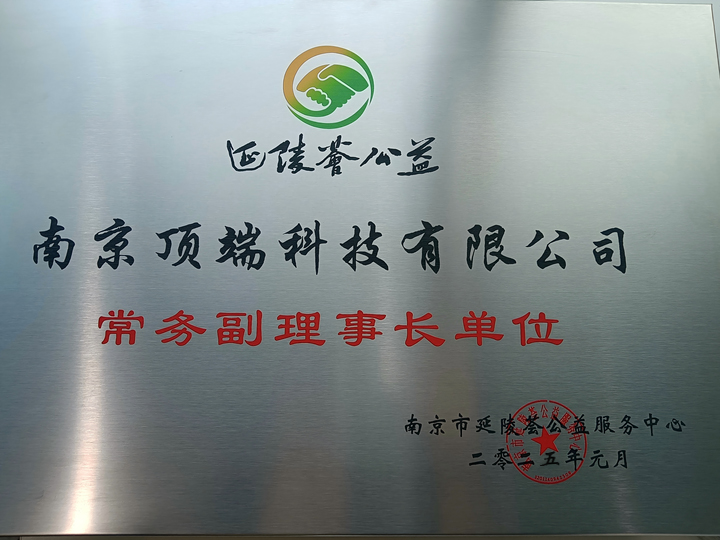 延陵荟公益
南京顶端科技有限公司
常务副理事长单位
南京市延陵荟公益服务中心
二零二五年元月